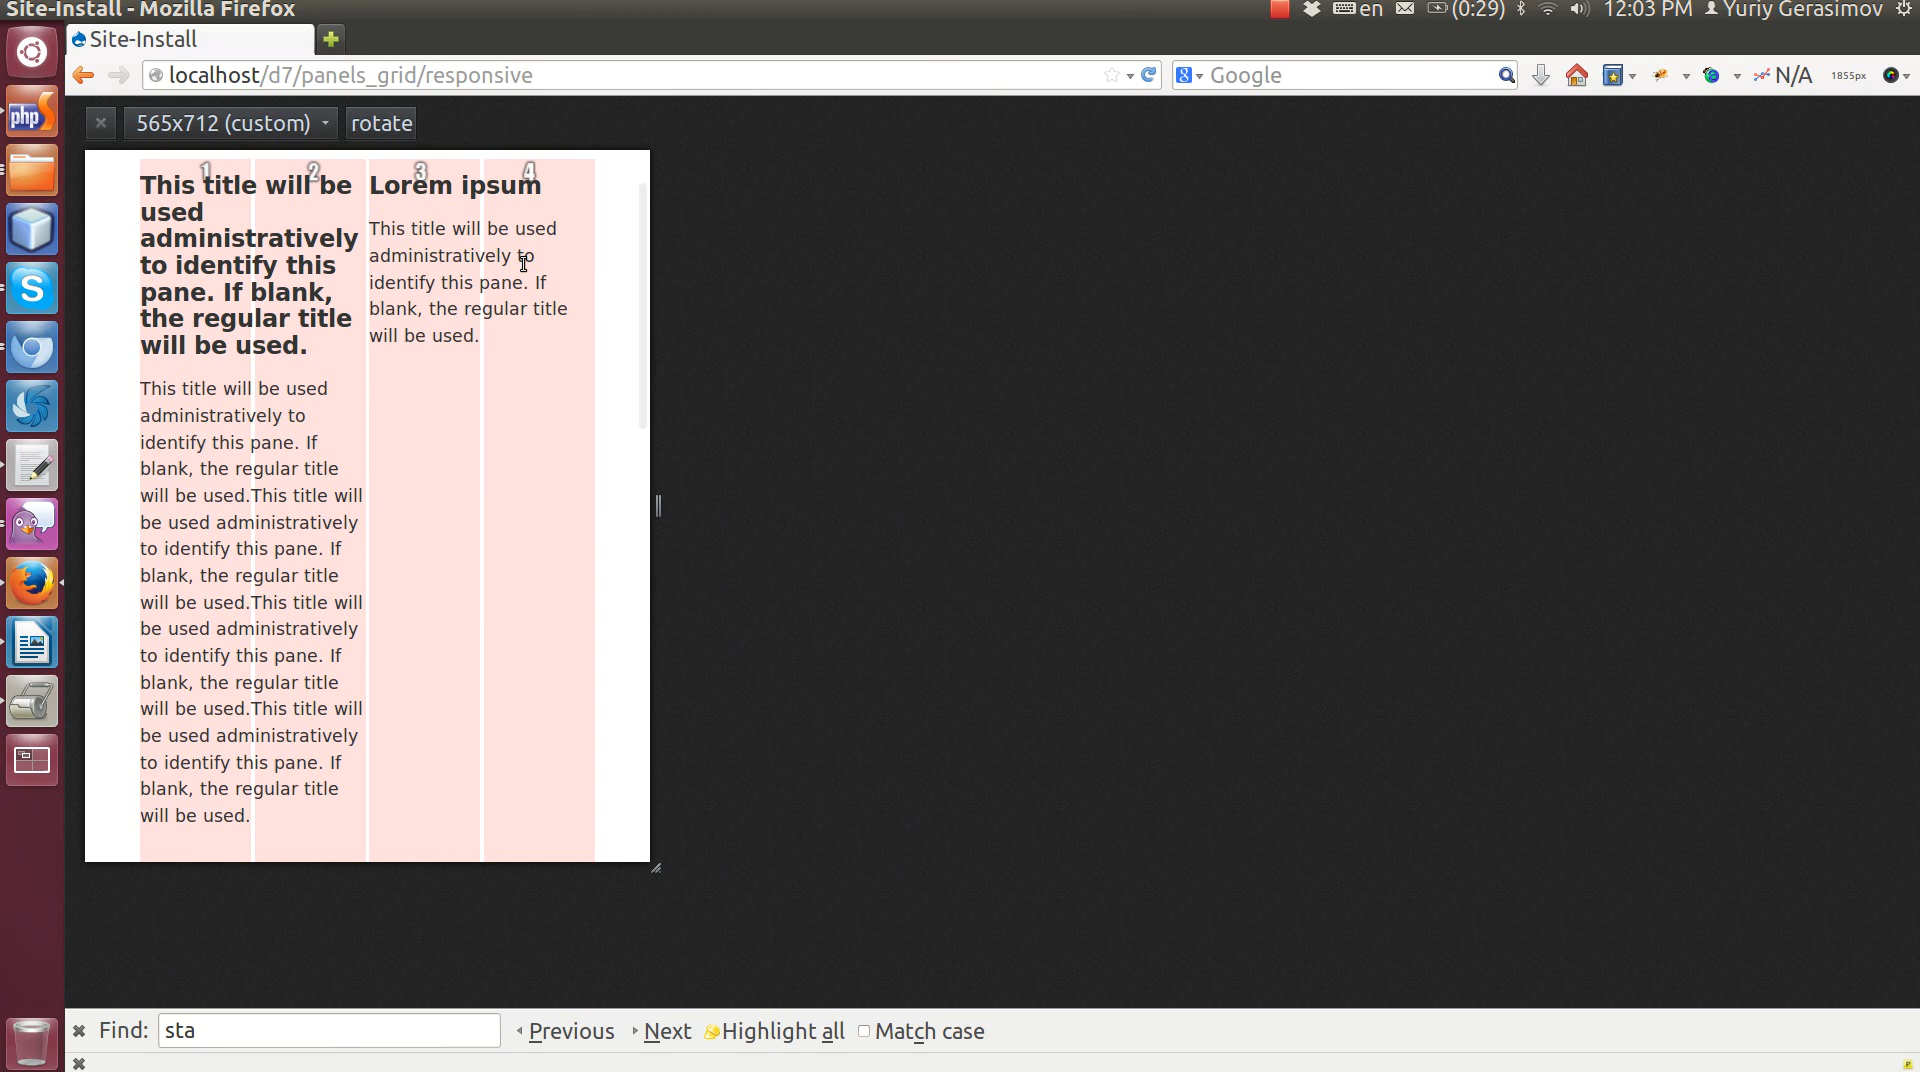 Site-Install - Mozilla Firefox
en (0:29) 12:03 PM Yuriy Gerasimov
Site-Install
localhost/d7/panels_grid/responsive
8 Google N/A 1855px
565x712 (custom) rotate
1 2 3 4
This title will be
used
administratively
to identify this
pane. If blank,
the regular title
will be used.
This title will be used
administratively to
identify this pane. If
blank, the regular title
will be used.This title will
be used administratively
to identify this pane. If
blank, the regular title
will be used.This title will
be used administratively
to identify this pane. If
blank, the regular title
will be used.This title will
be used administratively
to identify this pane. If
blank, the regular title
will be used.
Lorem ipsum
This title will be used
administratively to
identify this pane. If
blank, the regular title
will be used.
php
S
Find: sta Previous Next Highlight all Match case
P